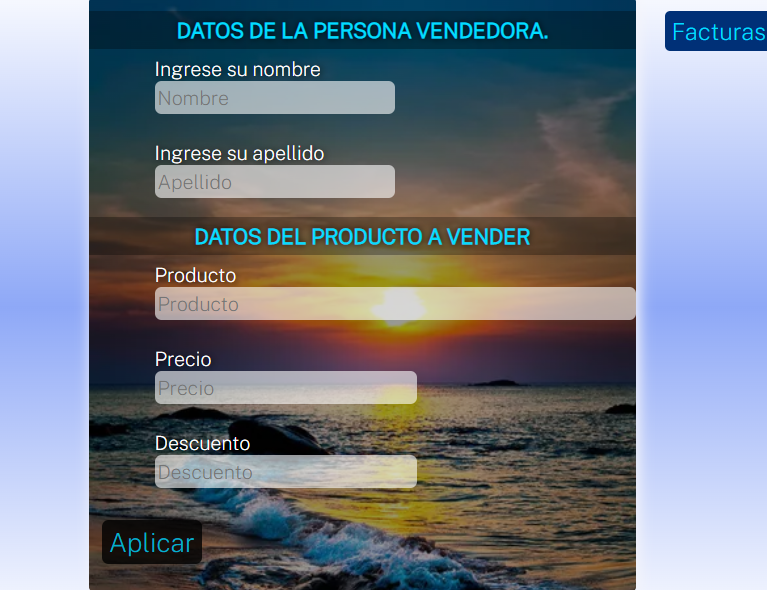 DATOS DE LA PERSONA VENDEDORA.
Facturas
Ingrese su nombre
Nombre
Ingrese su apellido
Apellido
DATOS DEL PRODUCTO A VENDER
Producto
Producto
Precio
Precio
Descuento
Descuento
Aplicar